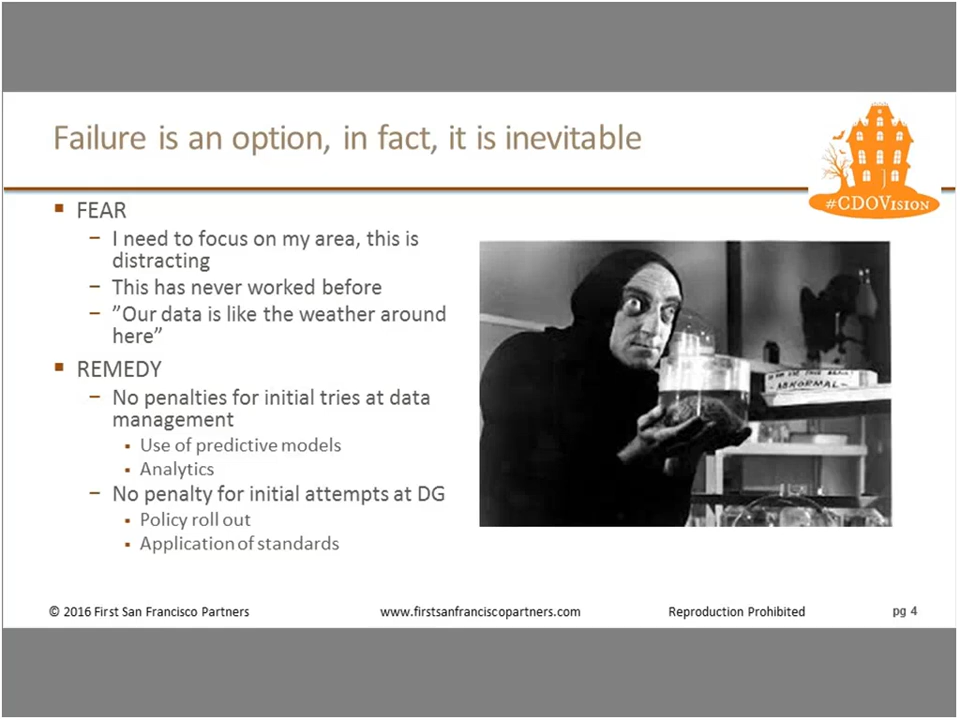 Failure is an option, in fact, it is inevitable
#CDOVISION
FEAR
I need to focus on my area, this is
distracting
This has never worked before
”Our data is like the weather around
here”
REMEDY
No penalties for initial tries at data
management
Use of predictive models
Analytics
No penalty for initial attempts at DG
Policy roll out
Application of standards
ABNORMAL
© 2016 First San Francisco Partners
www.firstsanfranciscopartners.com
Reproduction Prohibited
pg 4